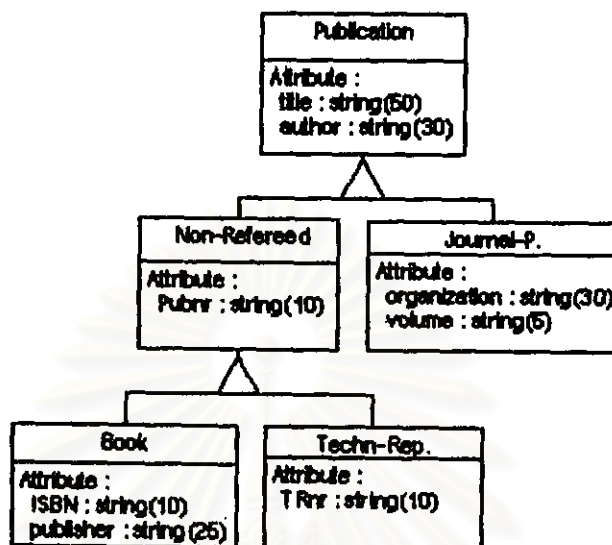 Publication
Attribute :
title : string(50)
author : string(30)
Non-Refereed
Attribute :
Pubnr : string(10)
Journal-P.
Attribute :
organization : string(30)
volume : string(5)
Book
Attribute :
ISBN : string(10)
publisher : string(25)
Techn-Rep.
Attribute :
TRnr : string(10)